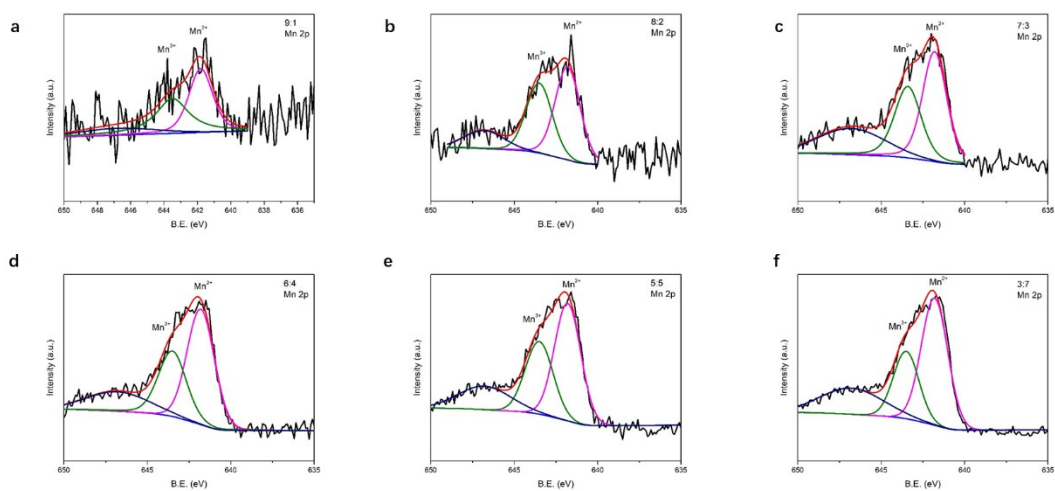 a
9:1
Mn 2p
Mn³⁺
Mn²⁺
Intensity (a.u.)
650 648 646 644 642 640 638 636
B.E. (eV)
b
8:2
Mn 2p
Mn³⁺
Mn²⁺
Intensity (a.u.)
650 645 640 635
B.E. (eV)
c
7:3
Mn 2p
Mn³⁺
Mn²⁺
Intensity (a.u.)
650 645 640 635
B.E. (eV)
d
6:4
Mn 2p
Mn³⁺
Mn²⁺
Intensity (a.u.)
650 645 640 635
B.E. (eV)
e
5:5
Mn 2p
Mn³⁺
Mn²⁺
Intensity (a.u.)
650 645 640 635
B.E. (eV)
f
3:7
Mn 2p
Mn³⁺
Mn²⁺
Intensity (a.u.)
650 645 640 635
B.E. (eV)